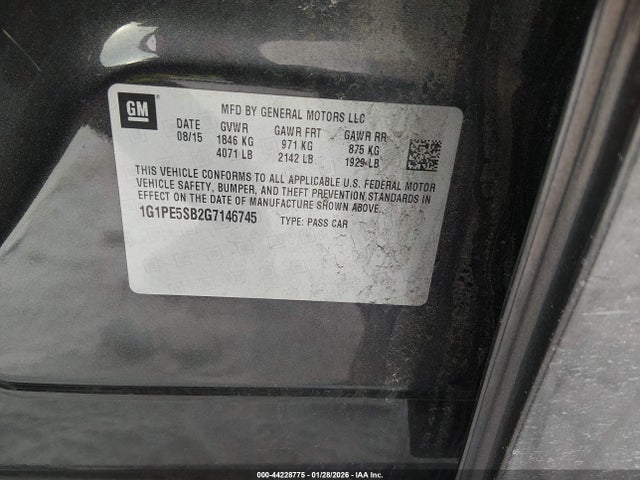 GM
MFD BY GENERAL MOTORS LLC
DATE GVWR GAWR FRT GAWR RR
08/15 1846 KG 971 KG 875 KG
4071 LB 2142 LB 1929 LB
THIS VEHICLE CONFORMS TO ALL APPLICABLE U.S. FEDERAL MOTOR
VEHICLE SAFETY, BUMPER, AND THEFT PREVENTION STANDARDS IN
EFFECT ON THE DATE OF MANUFACTURE SHOWN ABOVE.
1G1PE5SB2G7146745 TYPE: PASS CAR
000-44228775 | 01/28/2026 | IAA Inc.